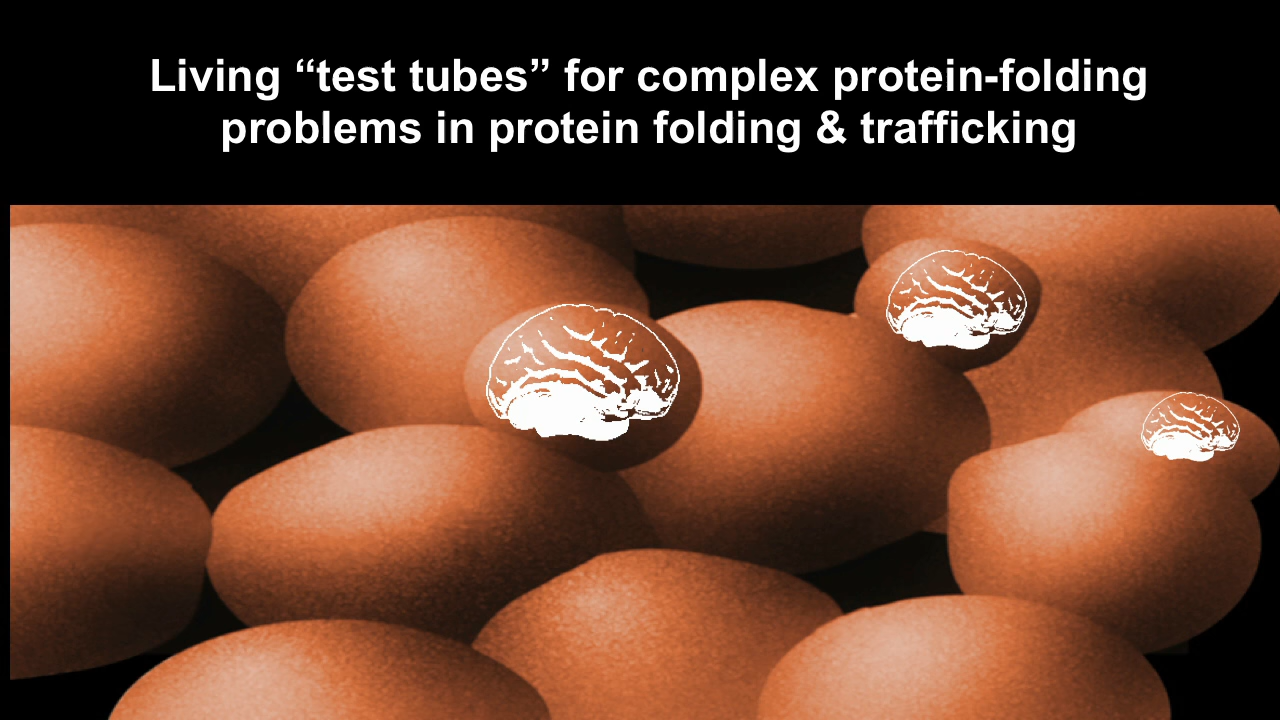 Living “test tubes” for complex protein-folding
problems in protein folding & trafficking